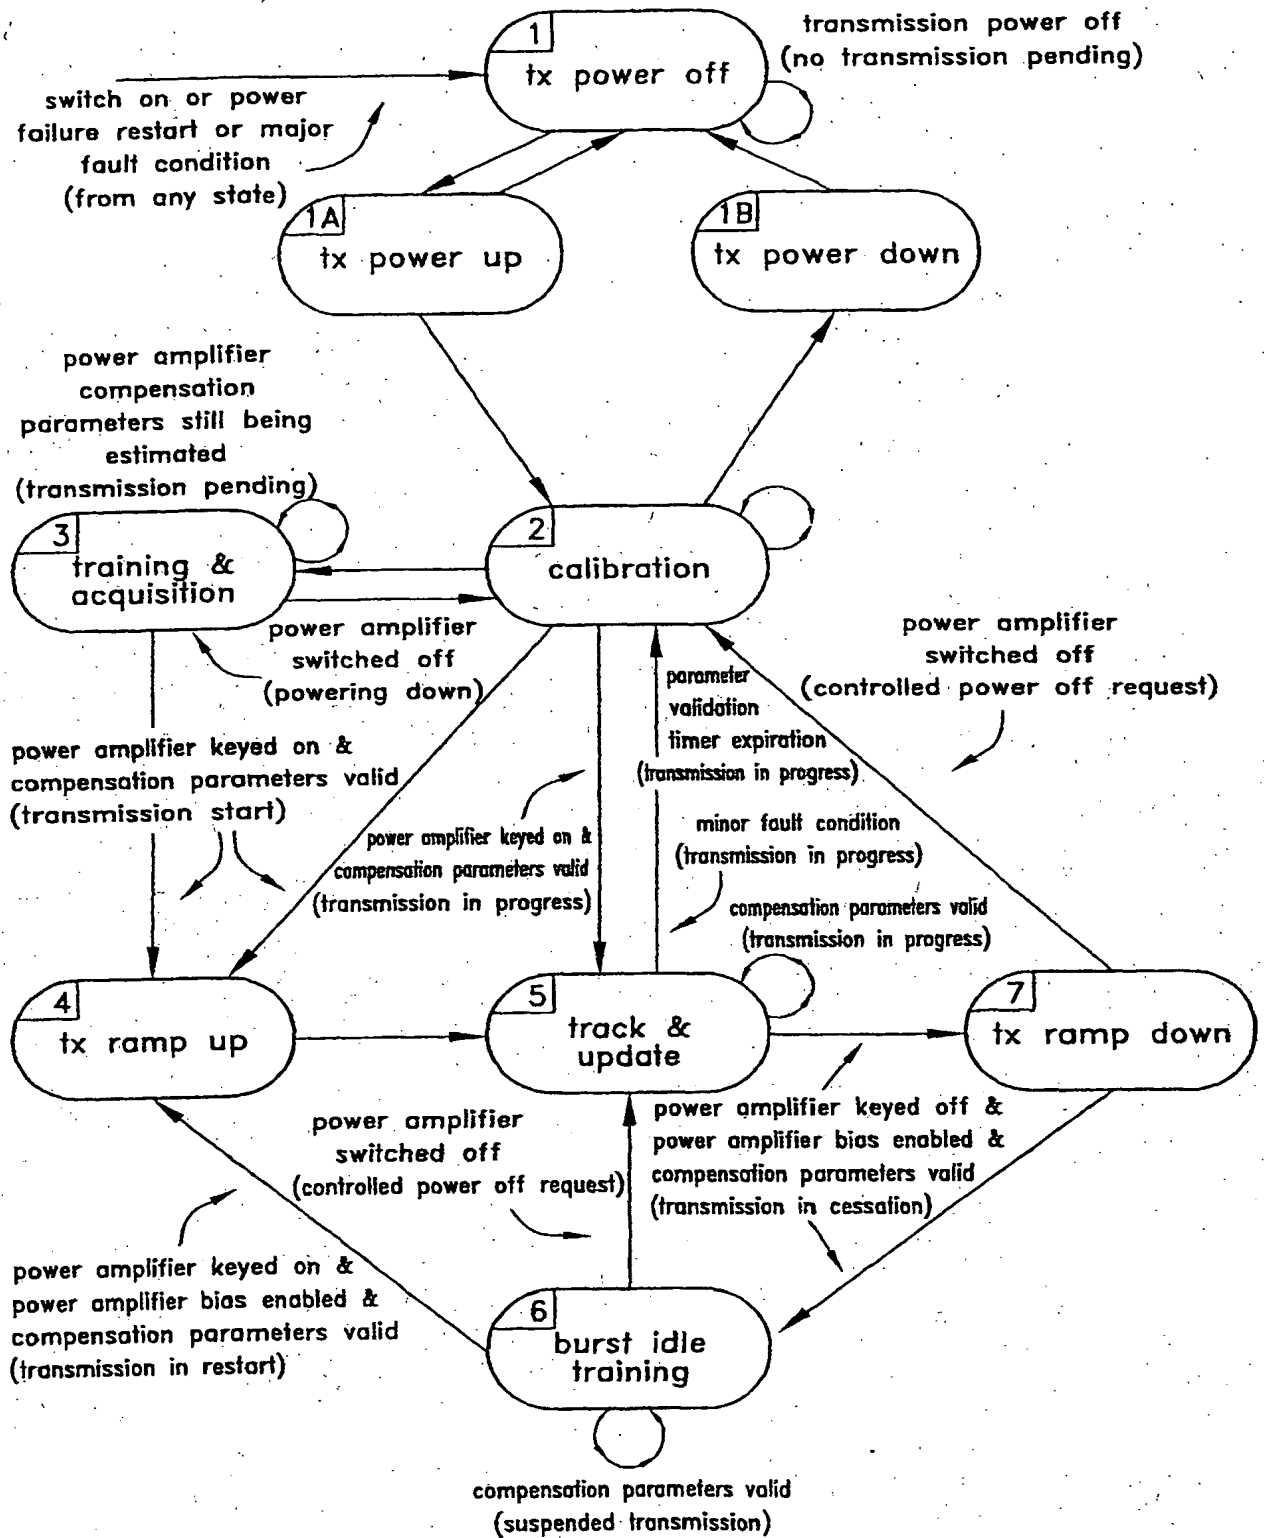 1
tx power off
transmission power off
(no transmission pending)
switch on or power
failure restart or major
fault condition
(from any state)
1A
tx power up
1B
tx power down
power amplifier
compensation
parameters still being
estimated
(transmission pending)
3
training &
acquisition
2
calibration
power amplifier
switched off
(powering down)
power amplifier
switched off
(controlled power off request)
parameter
validation
timer expiration
(transmission in progress)
power amplifier keyed on &
compensation parameters valid
(transmission start)
power amplifier keyed on &
compensation parameters valid
(transmission in progress)
minor fault condition
(transmission in progress)
compensation parameters valid
(transmission in progress)
4
tx ramp up
5
track &
update
7
tx ramp down
power amplifier
switched off
(controlled power off request)
power amplifier keyed off &
power amplifier bias enabled &
compensation parameters valid
(transmission in cessation)
power amplifier keyed on &
power amplifier bias enabled &
compensation parameters valid
(transmission in restart)
6
burst idle
training
compensation parameters valid
(suspended transmission)